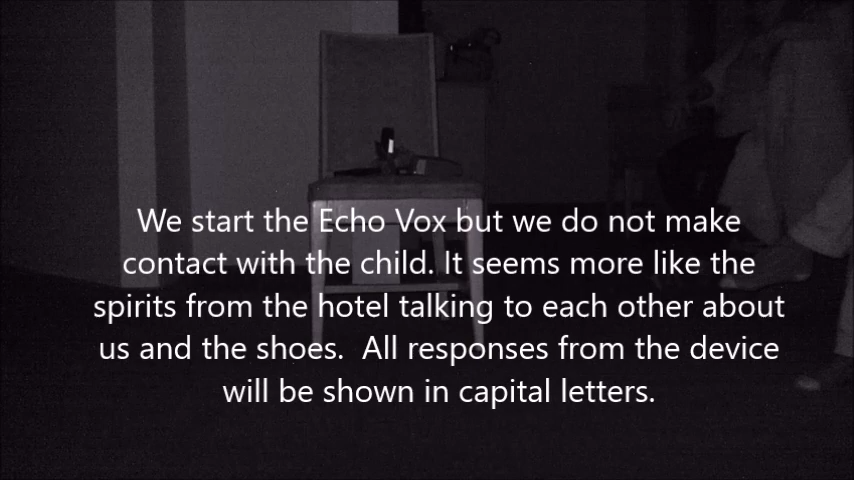 We start the Echo Vox but we do not make
contact with the child. It seems more like the
spirits from the hotel talking to each other about
us and the shoes.  All responses from the device
will be shown in capital letters.